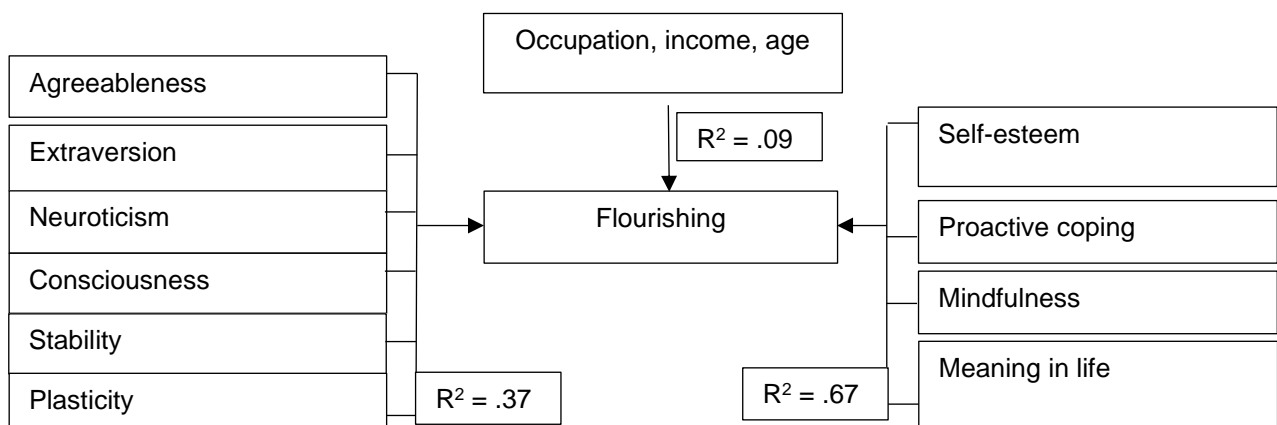 Occupation, income, age
Agreeableness
Extraversion
Neuroticism
Consciousness
Stability
Plasticity
R² = .37
R² = .09
Flourishing
Self-esteem
Proactive coping
Mindfulness
Meaning in life
R² = .67